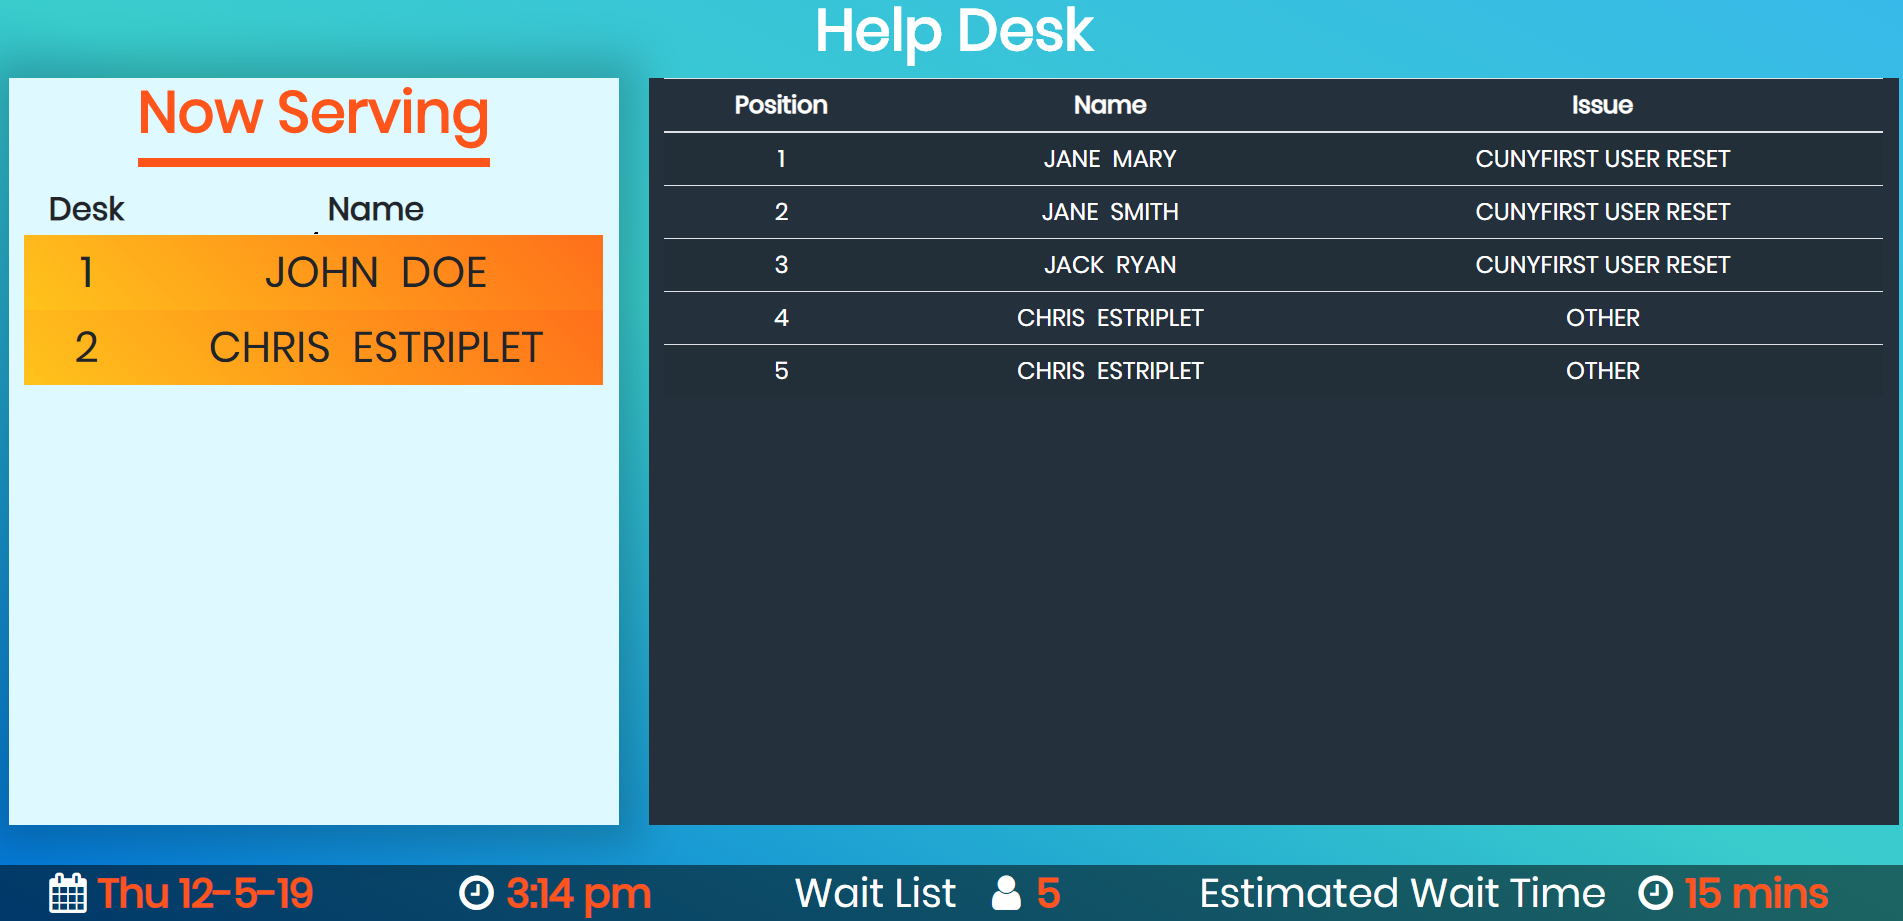 Help Desk
Now Serving
Desk Name
1 JOHN DOE
2 CHRIS ESTRIPLET
Position Name Issue
1 JANE MARY CUNYFIRST USER RESET
2 JANE SMITH CUNYFIRST USER RESET
3 JACK RYAN CUNYFIRST USER RESET
4 CHRIS ESTRIPLET OTHER
5 CHRIS ESTRIPLET OTHER
Thu 12-5-19 3:14 pm Wait List 5 Estimated Wait Time 15 mins